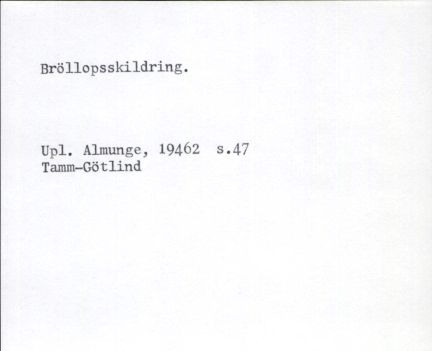 Bröllopsskildring.
Upl. Almunge, 19462 s.47
Tamm-Götlind